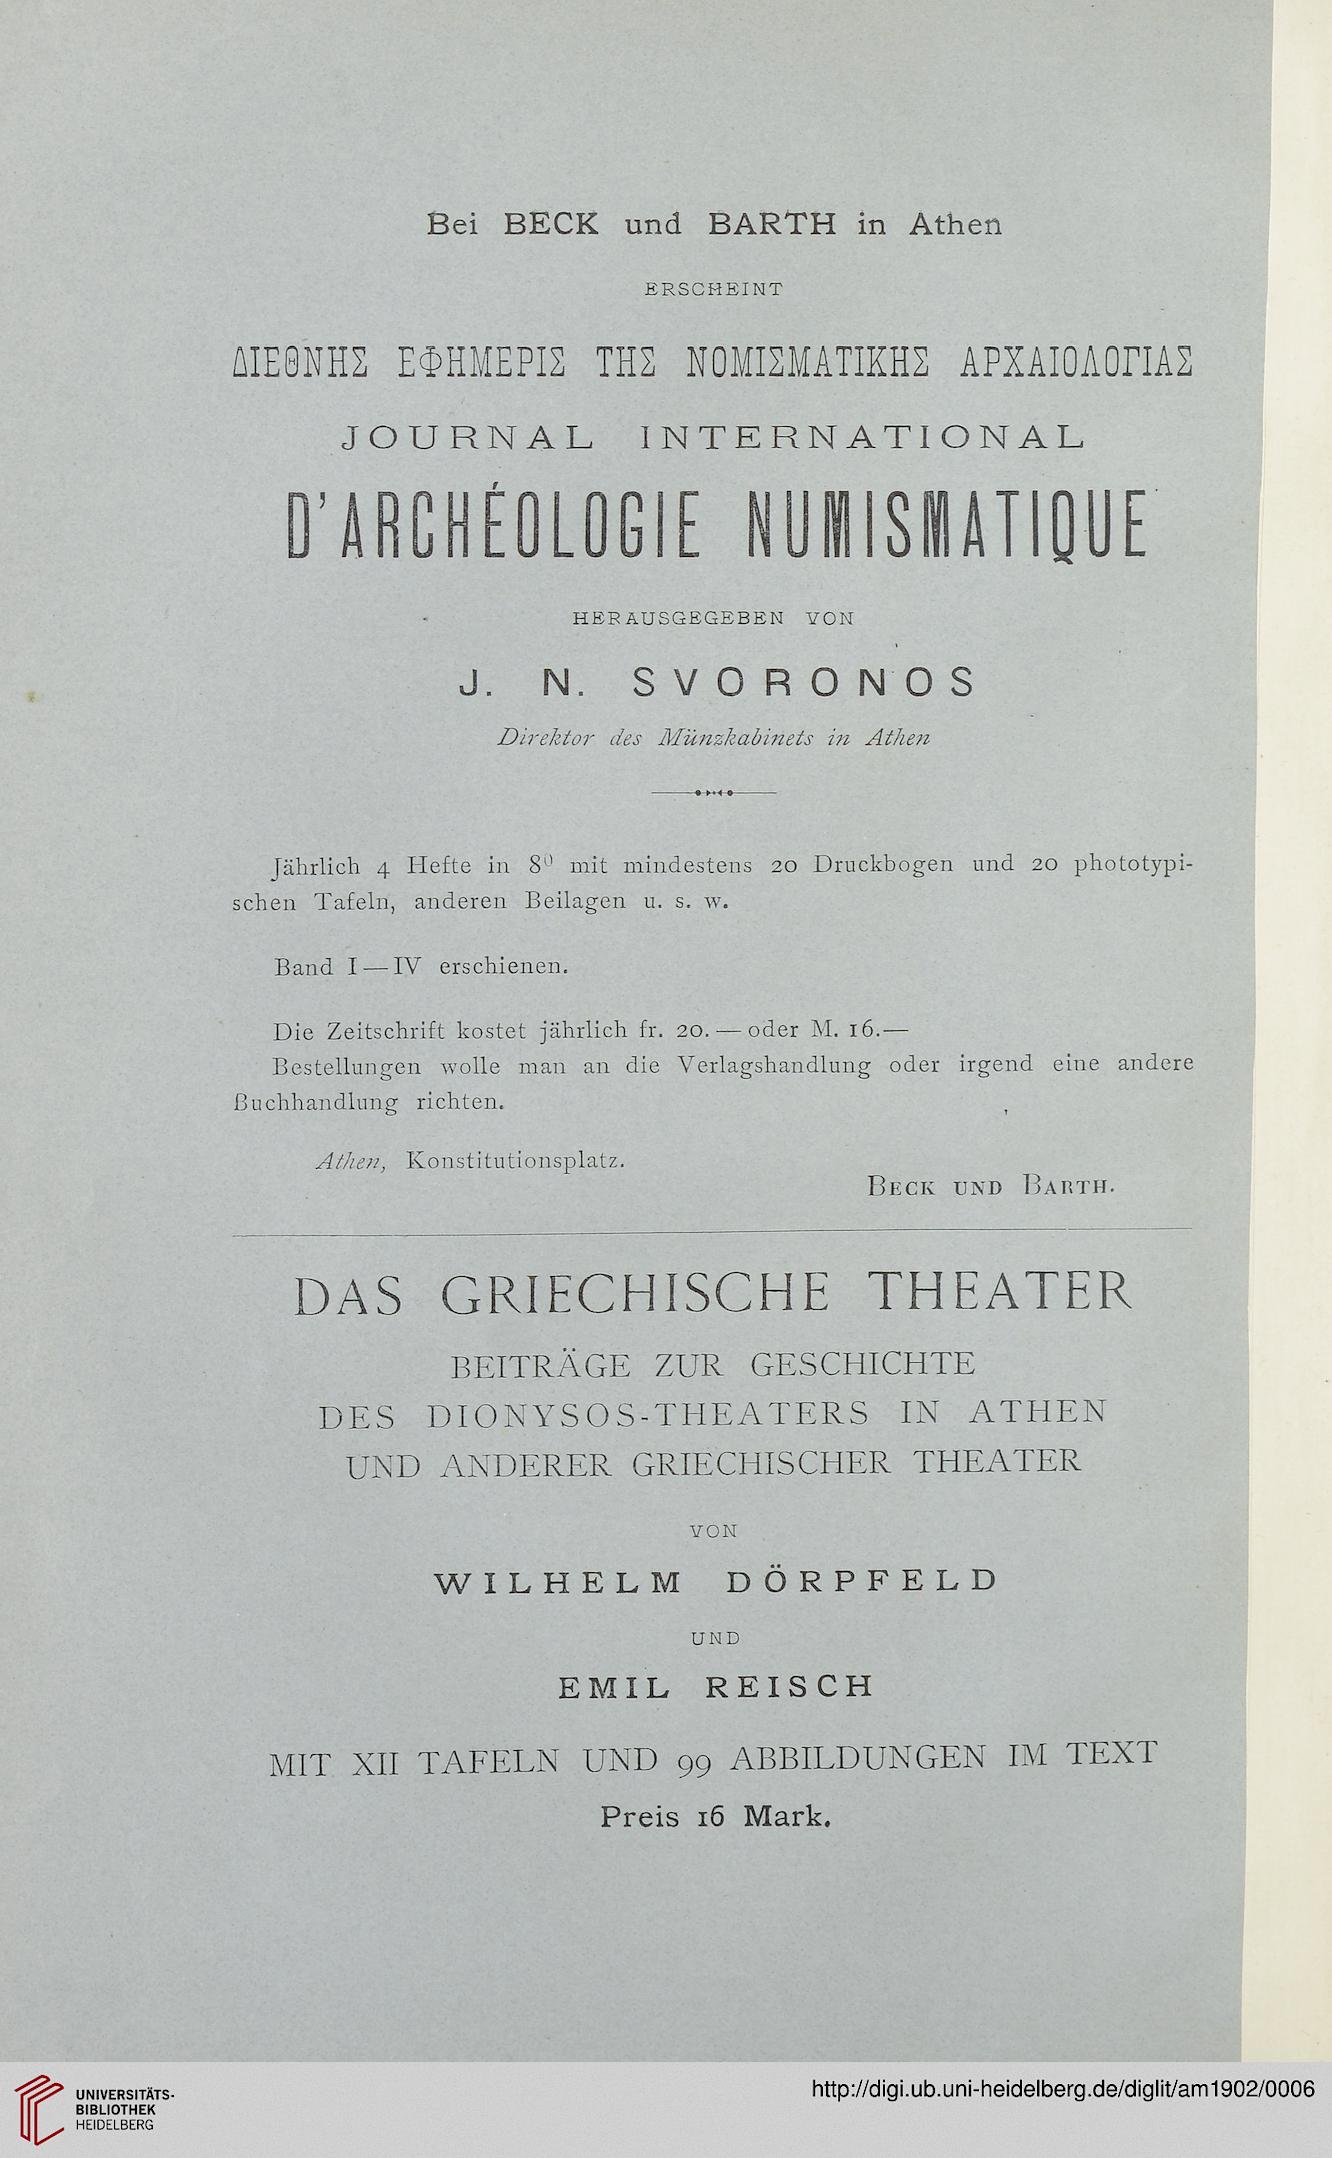 Bei BECK und BARTH in Athen
ERSCHEINT
ΔΙΕΘΝΗΣ ΕΦΗΜΕΡΙΣ ΤΗΣ ΝΟΜΙΣΜΑΤΙΚΗΣ ΑΡΧΑΙΟΛΟΓΙΑΣ
JOURNAL INTERNATIONAL
D'ARCHÉOLOGIE NUMISMATIQUE
HERAUSGEGEBEN VON
J. N. SVORONOS
Direktor des Münzkabinets in Athen
Jährlich 4 Hefte in 8⁰ mit mindestens 20 Druckbogen und 20 phototypi-
schen Tafeln, anderen Beilagen u. s. w.
Band I — IV erschienen.
Die Zeitschrift kostet jährlich fr. 20. — oder M. 16.—
Bestellungen wolle man an die Verlagshandlung oder irgend eine andere
Buchhandlung richten.
Athen, Konstitutionsplatz.
BECK UND BARTH.
DAS GRIECHISCHE THEATER
BEITRÄGE ZUR GESCHICHTE
DES DIONYSOS-THEATERS IN ATHEN
UND ANDERER GRIECHISCHER THEATER
VON
WILHELM DÖRPFELD
UND
EMIL REISCH
MIT XII TAFELN UND 99 ABBILDUNGEN IM TEXT
Preis 16 Mark.
UNIVERSITÄTS-
BIBLIOTHEK
HEIDELBERG
http://digi.ub.uni-heidelberg.de/diglit/am1902/0006